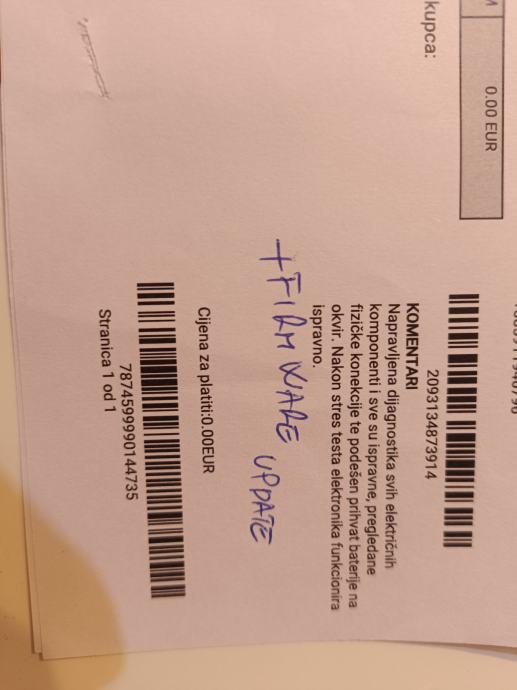 0.00 EUR
kupca:
2093134873914
KOMENTARI
Napravljena dijagnostika svih električnih
komponenti i sve su ispravne, pregledane
fizičke konekcije te podešen prihvat baterije na
okvir. Nakon stres testa elektronika funkcionira
ispravno.
+ FIRMWARE UPDATE
Cijena za platiti:0.00EUR
7874599990144735
Stranica 1 od 1